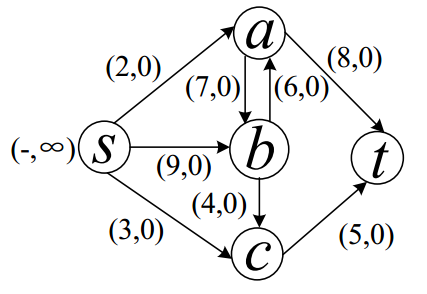 a
(2,0)
(8,0)
(7,0)
(6,0)
(-,∞)
s
b
t
(9,0)
(4,0)
(3,0)
(5,0)
c